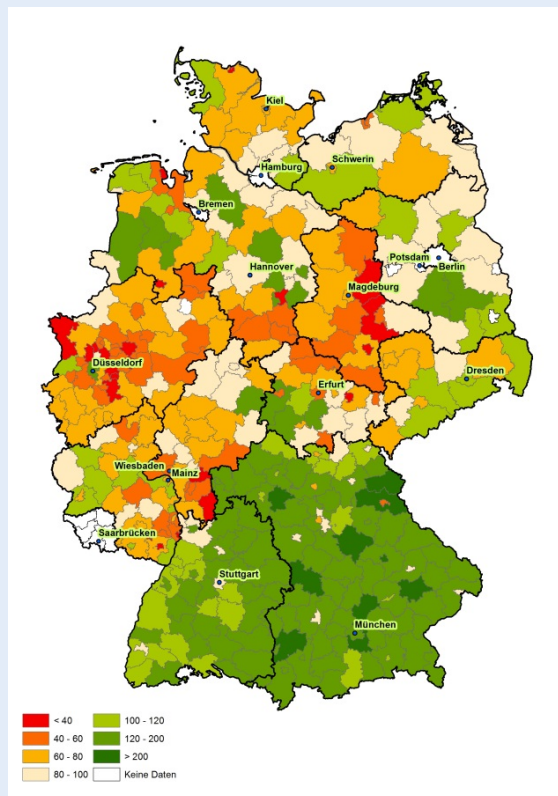 Kiel
Schwerin
Hamburg
Bremen
Potsdam
Berlin
Hannover
Magdeburg
Düsseldorf
Dresden
Erfurt
Wiesbaden
Mainz
Saarbrücken
Stuttgart
München
< 40
40 - 60
60 - 80
80 - 100
100 - 120
120 - 200
> 200
Keine Daten